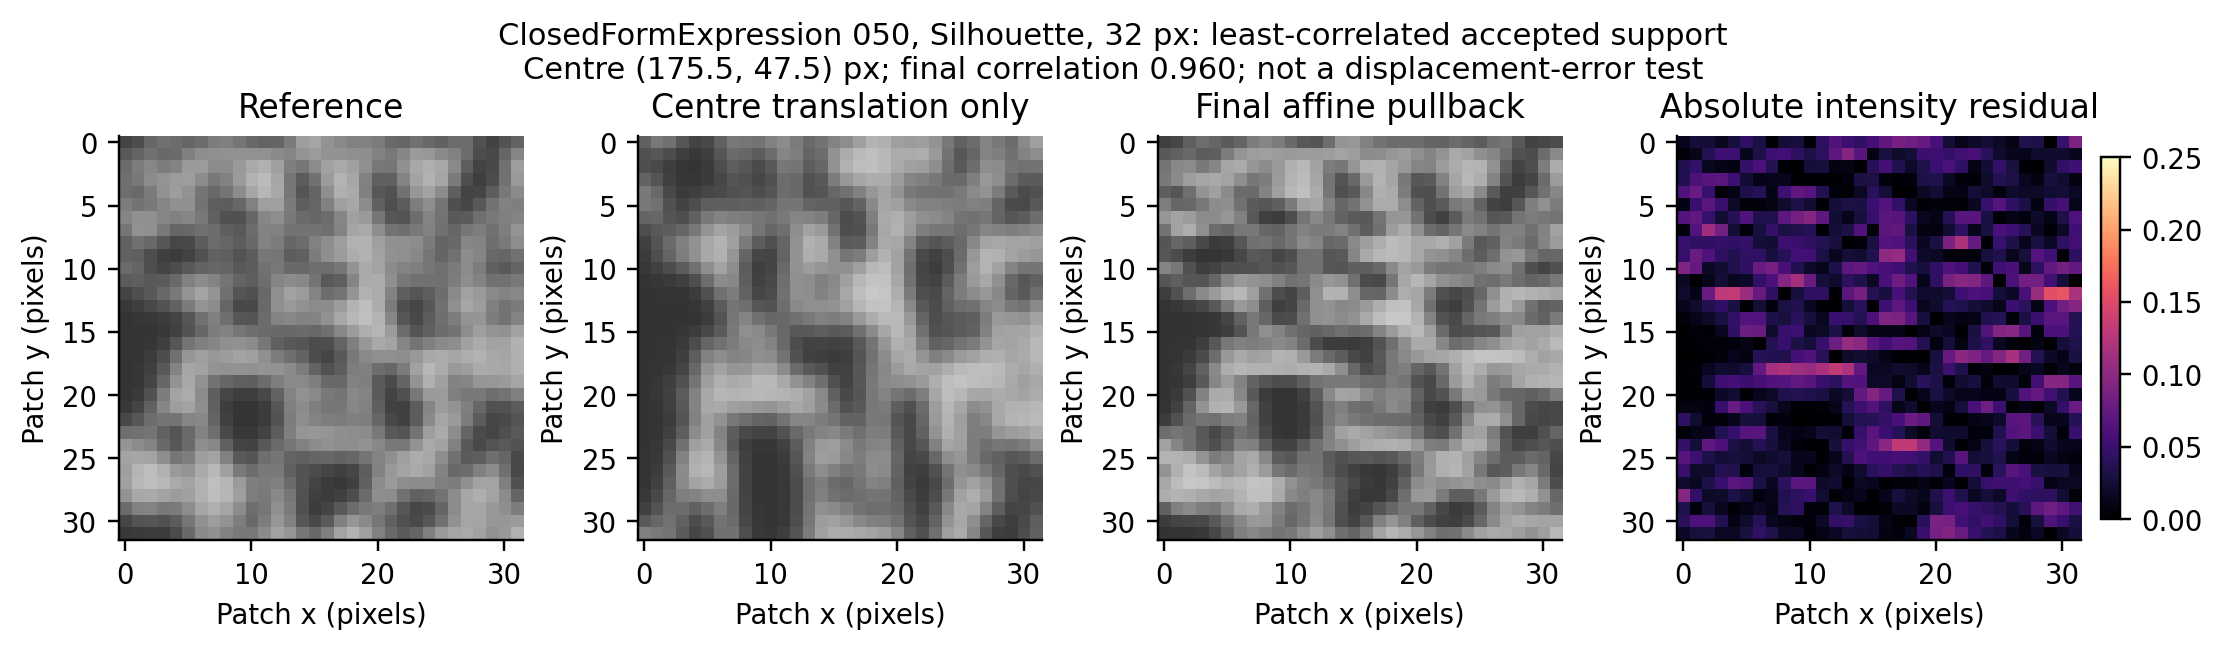 ClosedFormExpression 050, Silhouette, 32 px: least-correlated accepted support
Centre (175.5, 47.5) px; final correlation 0.960; not a displacement-error test
Reference
0
5
10
15
20
25
30
Patch y (pixels)
0 10 20 30
Patch x (pixels)
Centre translation only
0
5
10
15
20
25
30
Patch y (pixels)
0 10 20 30
Patch x (pixels)
Final affine pullback
0
5
10
15
20
25
30
Patch y (pixels)
0 10 20 30
Patch x (pixels)
Absolute intensity residual
0
5
10
15
20
25
30
Patch y (pixels)
0 10 20 30
Patch x (pixels)
0.25
0.20
0.15
0.10
0.05
0.00